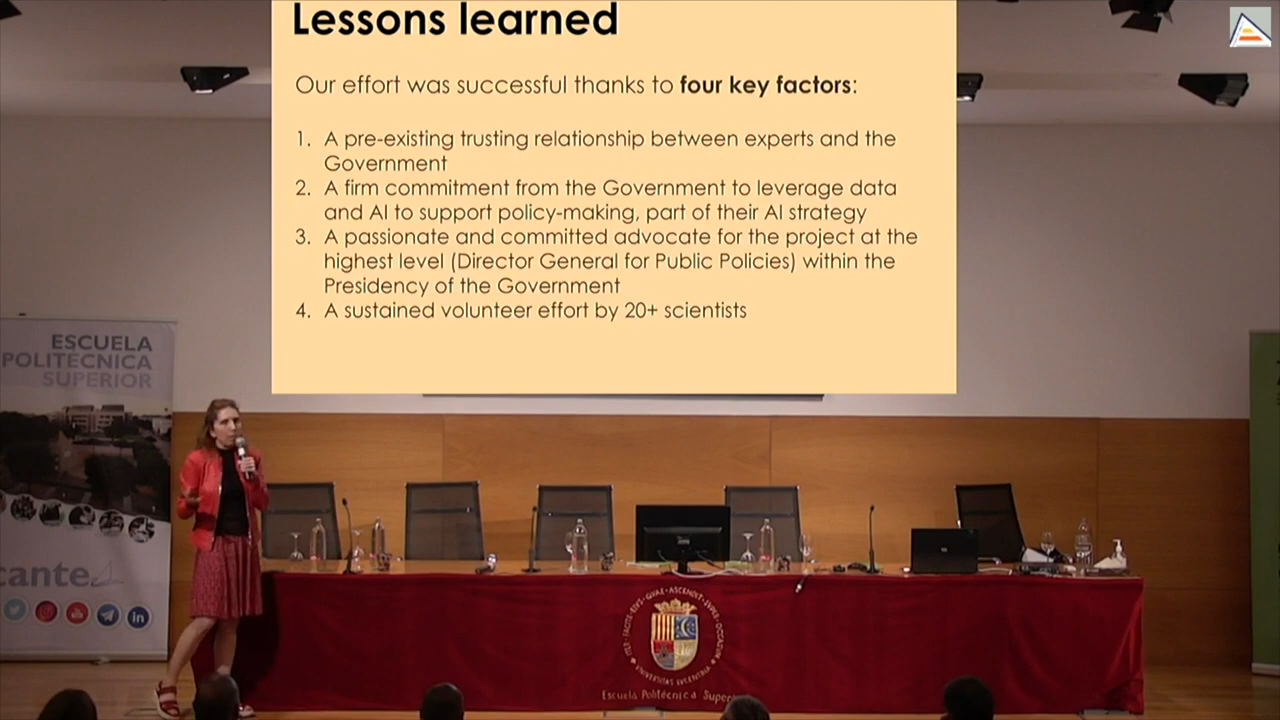 Lessons learned
Our effort was successful thanks to four key factors:
1. A pre-existing trusting relationship between experts and the
Government
2. A firm commitment from the Government to leverage data
and AI to support policy-making, part of their AI strategy
3. A passionate and committed advocate for the project at the
highest level (Director General for Public Policies) within the
Presidency of the Government
4. A sustained volunteer effort by 20+ scientists
ESCUELA
POLITÉCNICA
SUPERIOR
cante
Escuela Politécnica Super